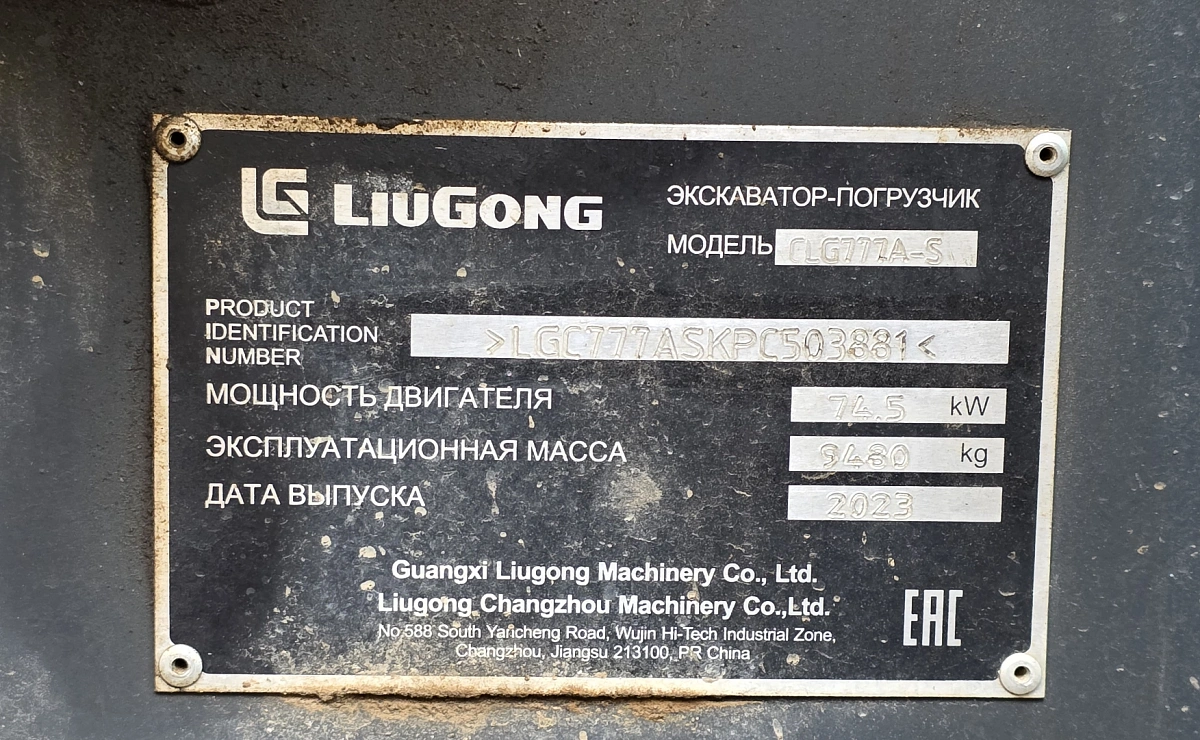 LG LIUGONG
ЭКСКАВАТОР-ПОГРУЗЧИК
МОДЕЛЬ CLG777A-S
PRODUCT
IDENTIFICATION
NUMBER
>LGC777ASKPC503881<
МОЩНОСТЬ ДВИГАТЕЛЯ 74.5 kW
ЭКСПЛУАТАЦИОННАЯ МАССА 9480 kg
ДАТА ВЫПУСКА 2023
Guangxi Liugong Machinery Co., Ltd.
Liugong Changzhou Machinery Co.,Ltd.
No.588 South Yancheng Road, Wujin Hi-Tech Industrial Zone,
Changzhou, Jiangsu 213100, PR China
EAC